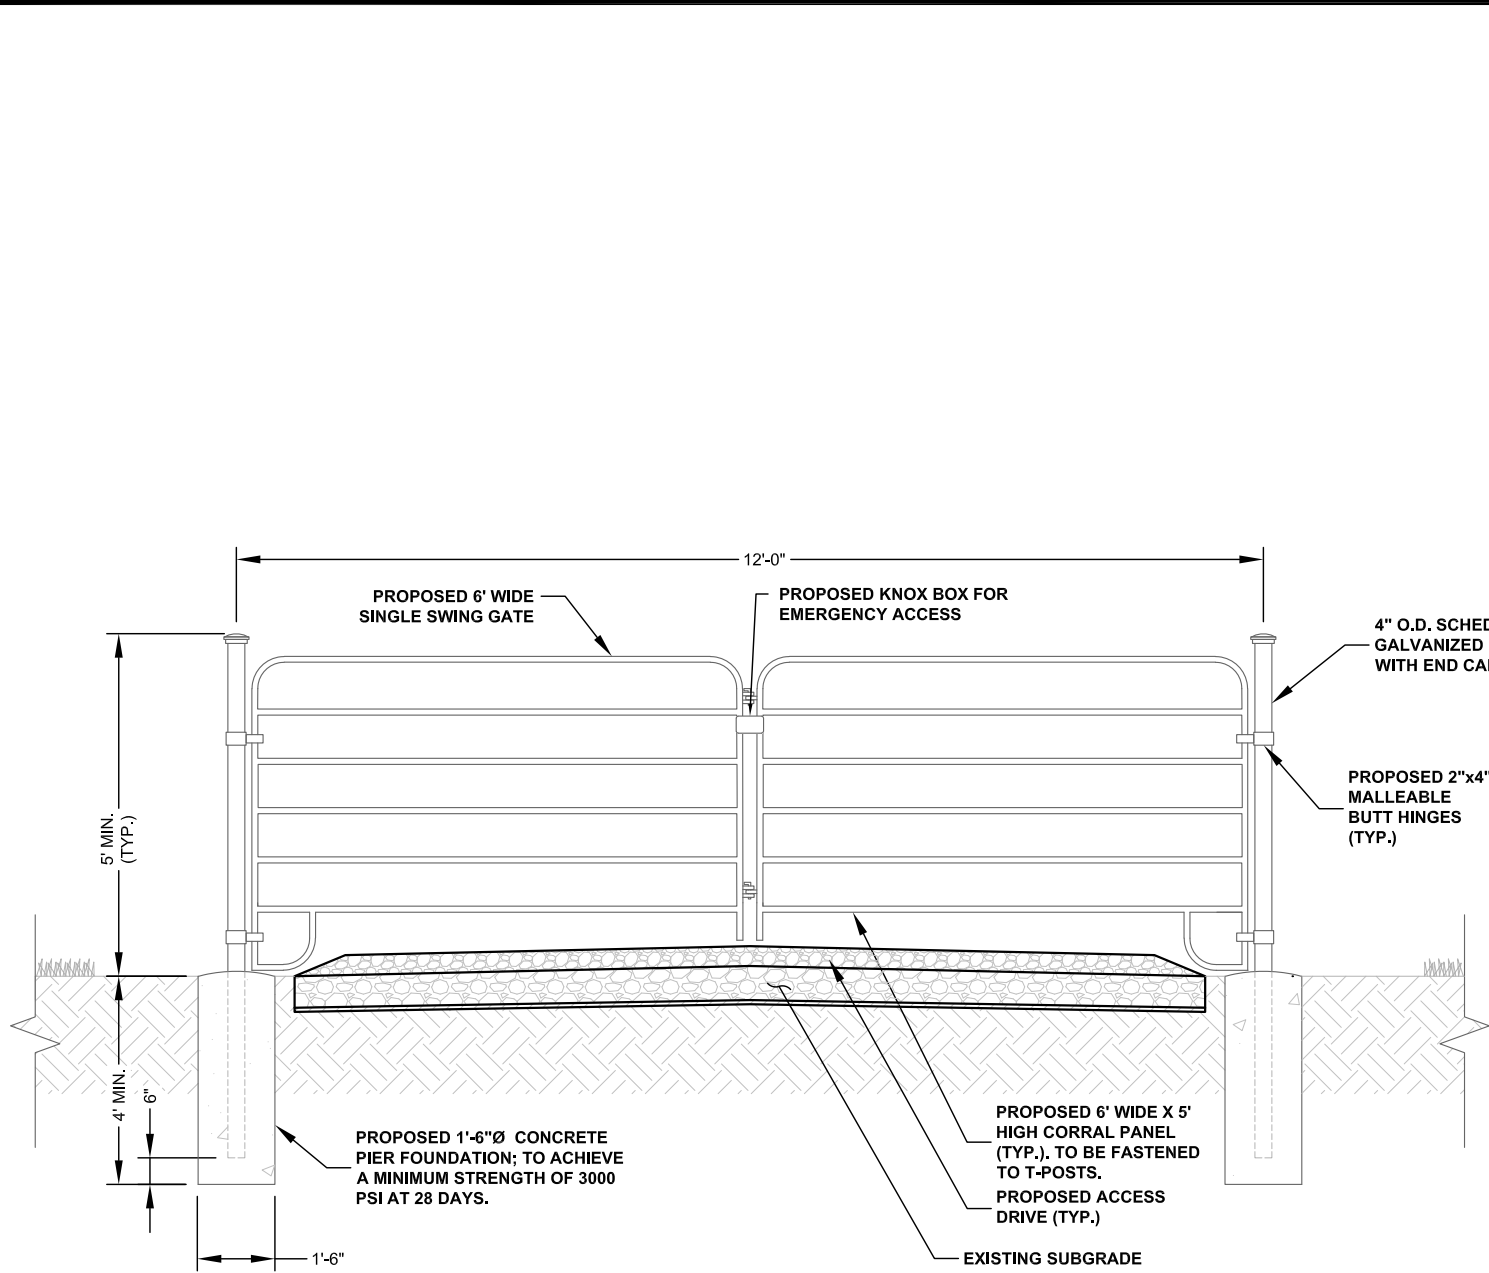 12'-0"
PROPOSED 6' WIDE
SINGLE SWING GATE
PROPOSED KNOX BOX FOR
EMERGENCY ACCESS
4" O.D. SCHED
GALVANIZED
WITH END CA
PROPOSED 2"x4"
MALLEABLE
BUTT HINGES
(TYP.)
5' MIN.
(TYP.)
4' MIN.
6"
PROPOSED 1'-6"Ø CONCRETE
PIER FOUNDATION; TO ACHIEVE
A MINIMUM STRENGTH OF 3000
PSI AT 28 DAYS.
PROPOSED 6' WIDE X 5'
HIGH CORRAL PANEL
(TYP.). TO BE FASTENED
TO T-POSTS.
PROPOSED ACCESS
DRIVE (TYP.)
EXISTING SUBGRADE
1'-6"